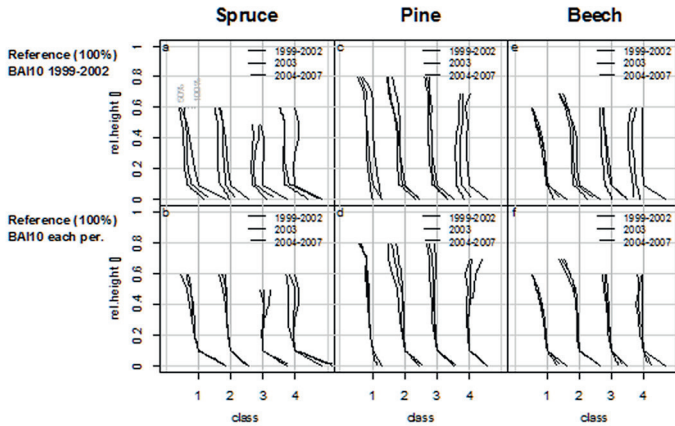 Spruce Pine Beech
Reference (100%)
BAI10 1999-2002
rel.height []
1
0.8
0.6
0.4
0.2
0
a
50%
100%
c
1999-2002
2003
2004-2007
e
1999-2002
2003
2004-2007
1999-2002
2003
2004-2007
Reference (100%)
BAI10 each per.
rel.height []
1
0.8
0.6
0.4
0.2
0
b
1999-2002
2003
2004-2007
d
1999-2002
2003
2004-2007
f
1999-2002
2003
2004-2007
1 2 3 4 1 2 3 4 1 2 3 4
class class class